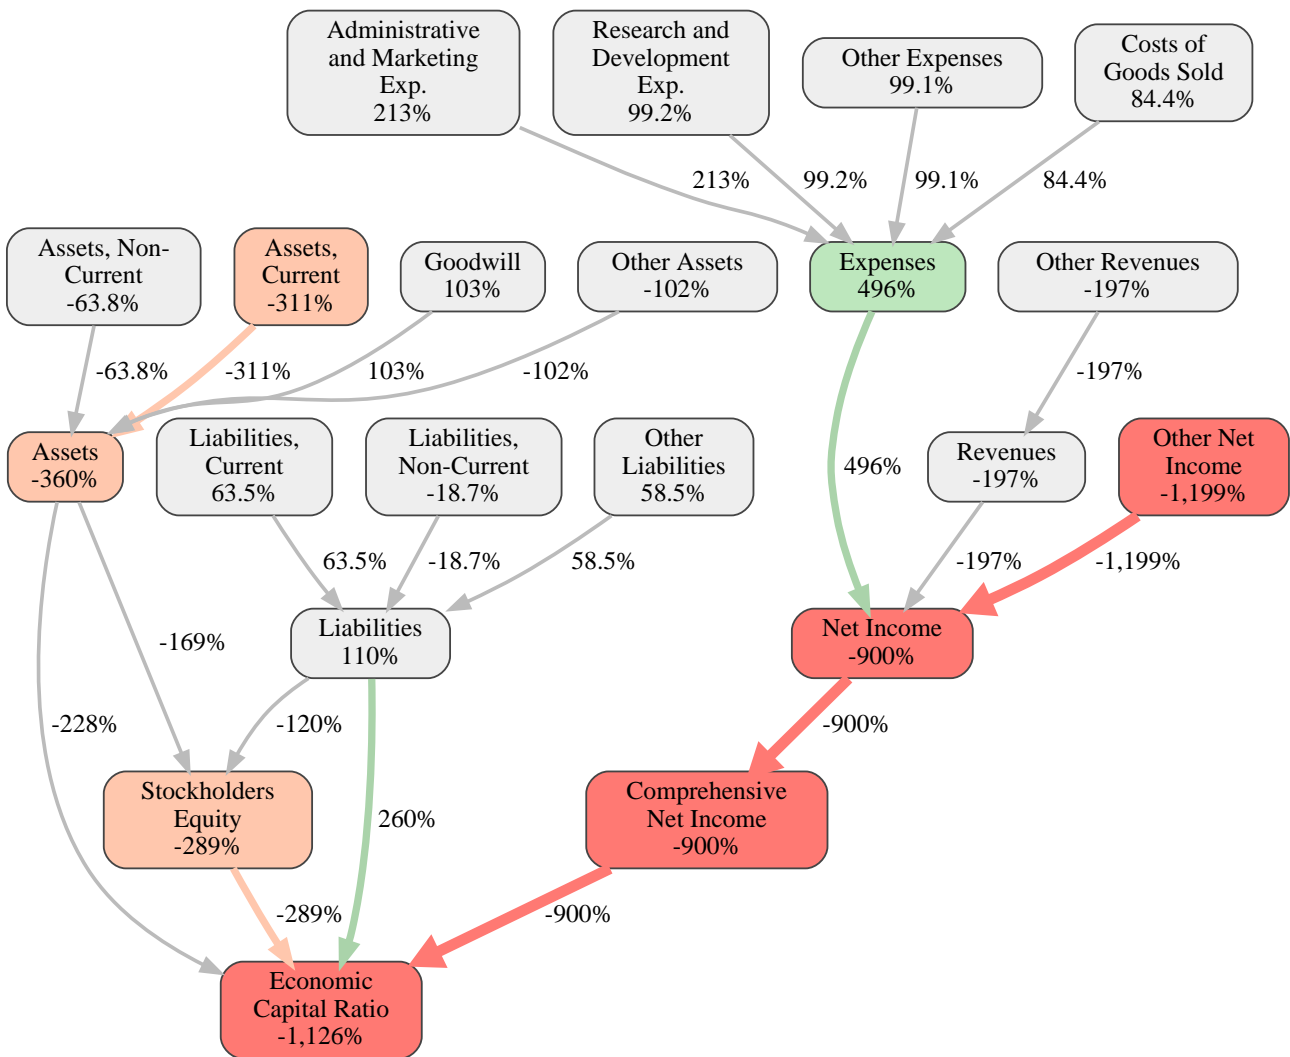 Administrative
and Marketing
Exp.
213%
Research and
Development
Exp.
99.2%
Other Expenses
99.1%
Costs of
Goods Sold
84.4%
213%
99.2%
99.1%
84.4%
Assets, Non-
Current
-63.8%
Assets,
Current
-311%
Goodwill
103%
Other Assets
-102%
Expenses
496%
Other Revenues
-197%
-63.8%
-311%
103%
-102%
-197%
Assets
-360%
Liabilities,
Current
63.5%
Liabilities,
Non-Current
-18.7%
Other
Liabilities
58.5%
496%
Revenues
-197%
Other Net
Income
-1,199%
63.5%
-18.7%
58.5%
-197%
-1,199%
-169%
Liabilities
110%
Net Income
-900%
-228%
-120%
-900%
Stockholders
Equity
-289%
260%
Comprehensive
Net Income
-900%
-289%
-900%
Economic
Capital Ratio
-1,126%